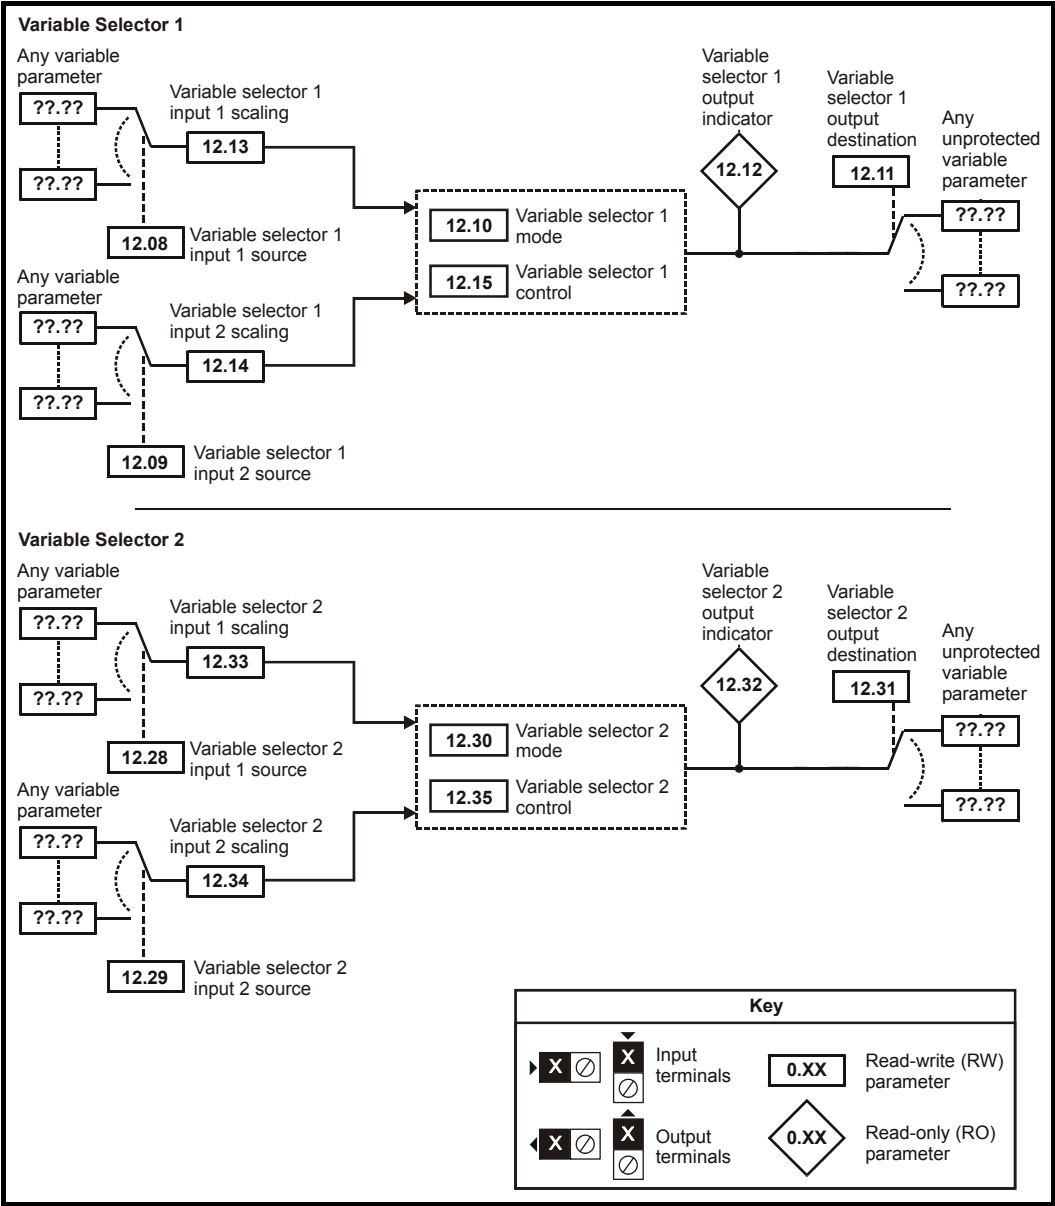 Variable Selector 1
Any variable
parameter
??.??
??.??
Variable selector 1
input 1 scaling
12.13
12.08
Variable selector 1
input 1 source
Any variable
parameter
??.??
??.??
Variable selector 1
input 2 scaling
12.14
12.09
Variable selector 1
input 2 source
12.10
Variable selector 1
mode
12.15
Variable selector 1
control
Variable
selector 1
output
indicator
12.12
Variable
selector 1
output
destination
12.11
Any
unprotected
variable
parameter
??.??
??.??
Variable Selector 2
Any variable
parameter
??.??
??.??
Variable selector 2
input 1 scaling
12.33
12.28
Variable selector 2
input 1 source
Any variable
parameter
??.??
??.??
Variable selector 2
input 2 scaling
12.34
12.29
Variable selector 2
input 2 source
12.30
Variable selector 2
mode
12.35
Variable selector 2
control
Variable
selector 2
output
indicator
12.32
Variable
selector 2
output
destination
12.31
Any
unprotected
variable
parameter
??.??
??.??
Key
X
X
Input
terminals
0.XX
Read-write (RW)
parameter
X
X
Output
terminals
0.XX
Read-only (RO)
parameter